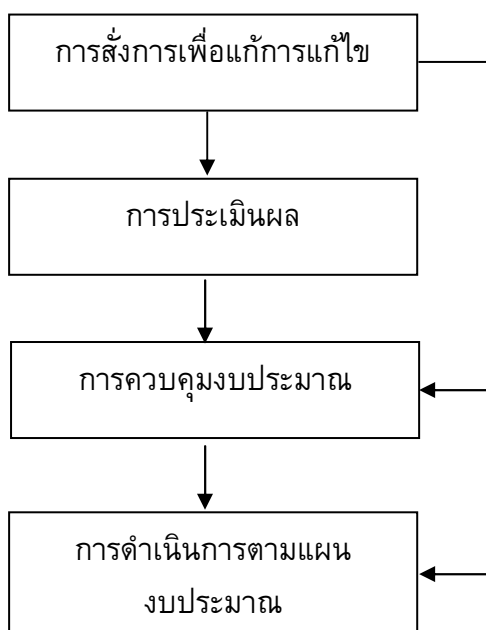 การสั่งการเพื่อแก้การแก้ไข
การประเมินผล
การควบคุมงบประมาณ
การดำเนินการตามแผน
งบประมาณ